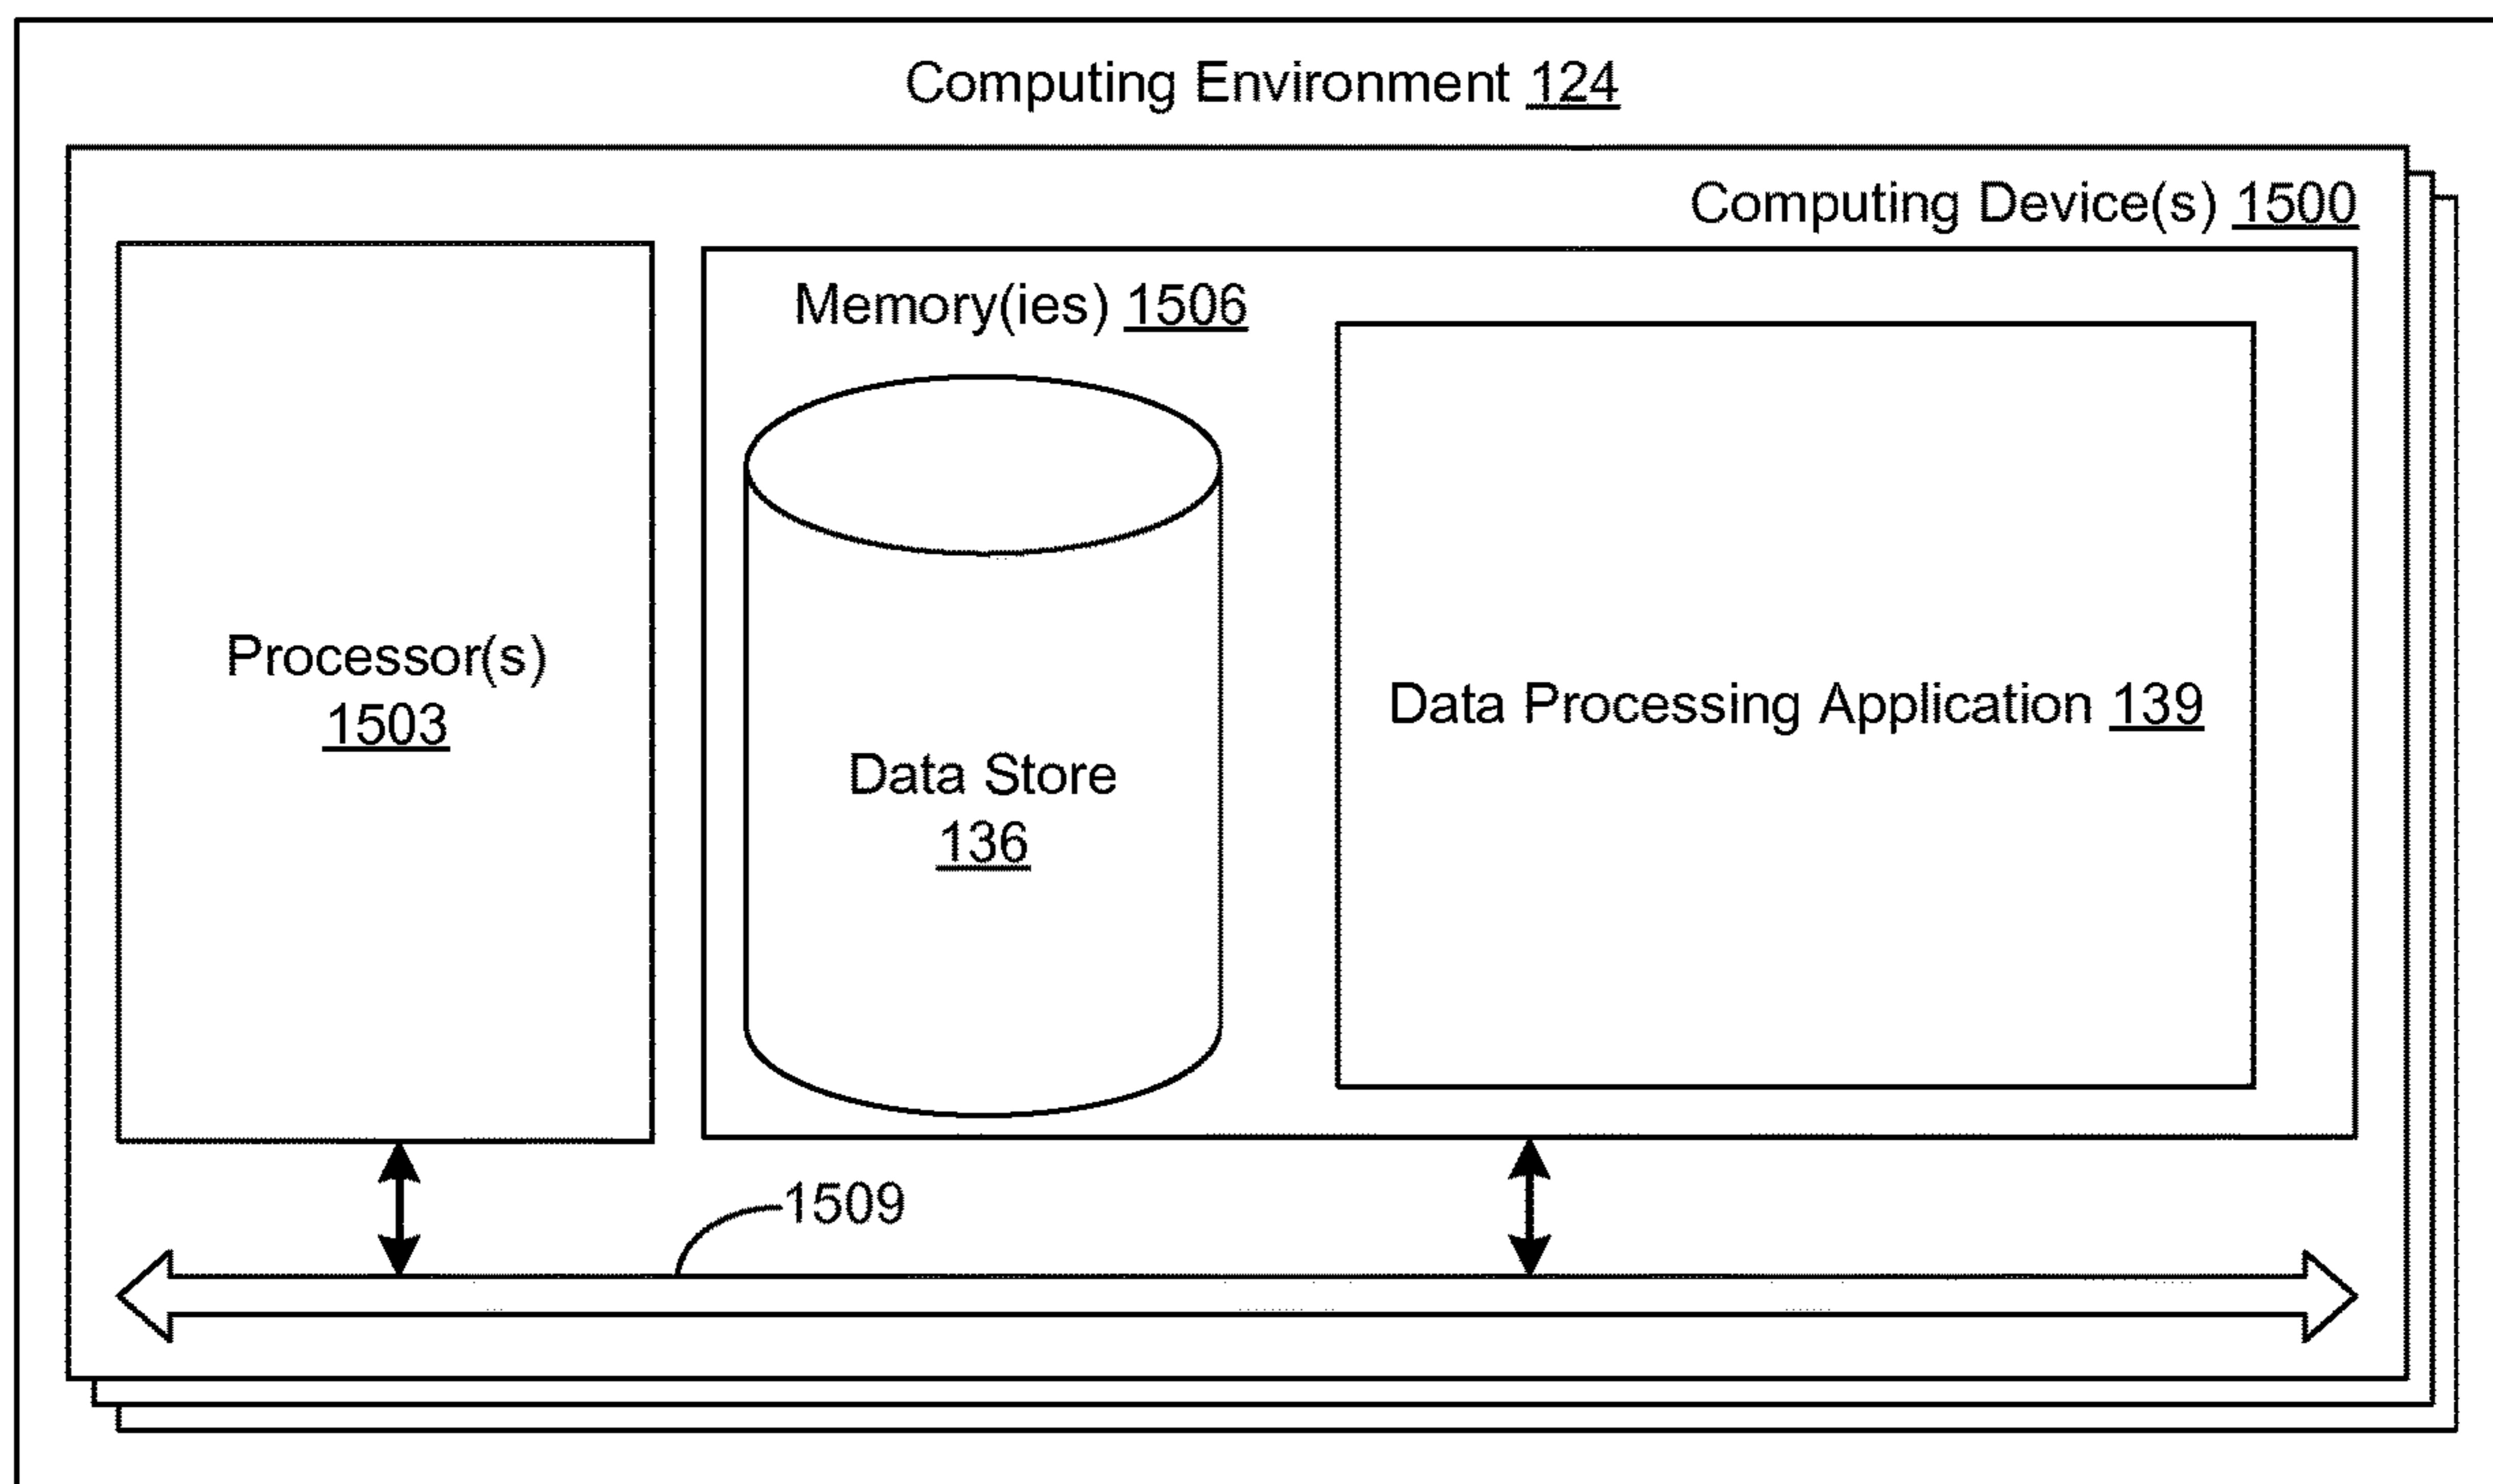 Computing Environment 124
Computing Device(s) 1500
Memory(ies) 1506
Processor(s)
1503
Data Store
136
Data Processing Application 139
1509